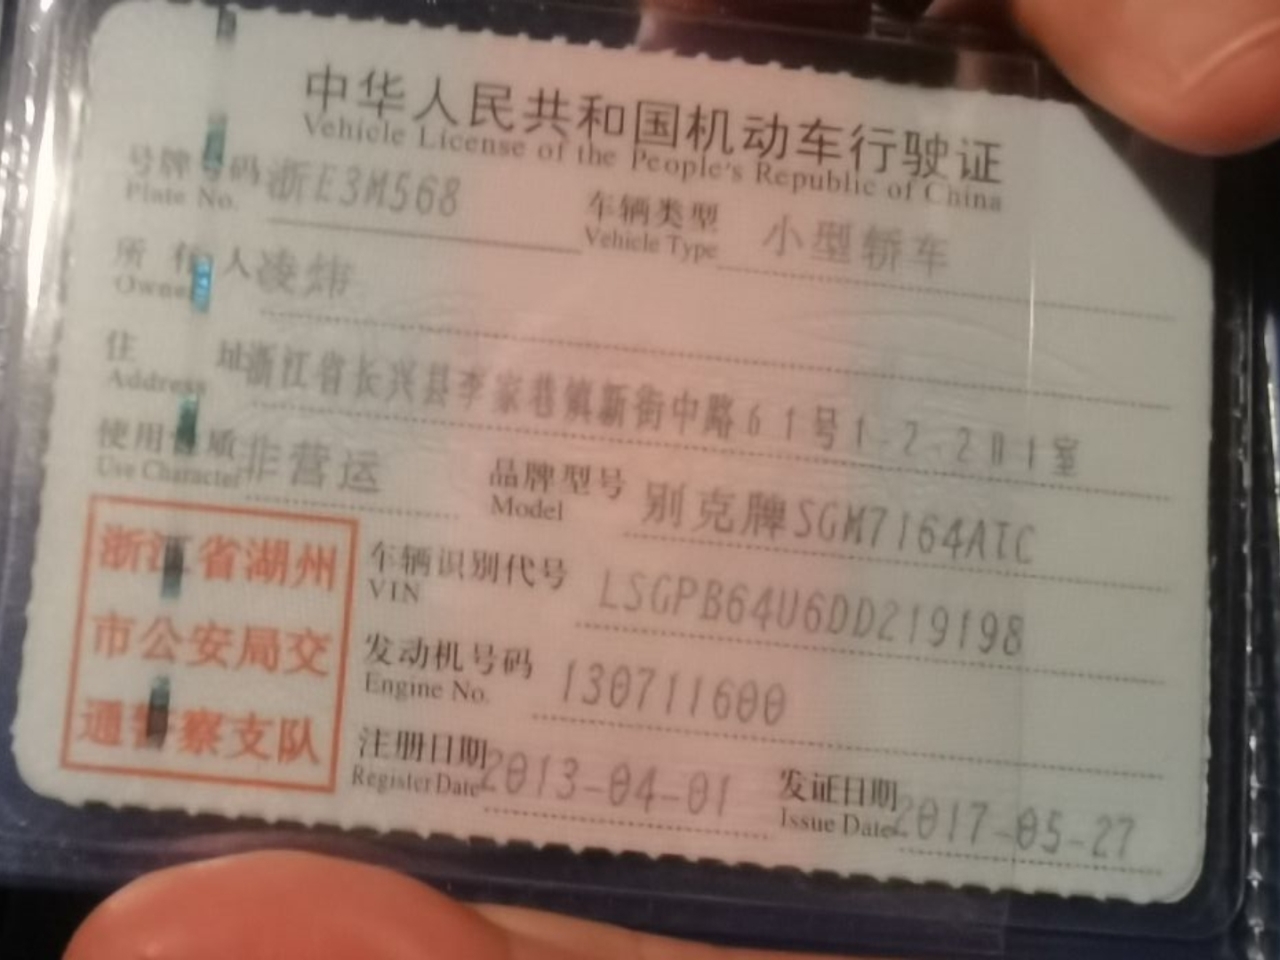 中华人民共和国机动车行驶证
Vehicle License of the People's Republic of China
号牌号码 浙E3M568 车辆类型 小型轿车
Plate No. Vehicle Type
所有人 凌炜
Owner
住址 浙江省长兴县李家巷镇新街中路61号1-2-201室
Address
使用性质 非营运 品牌型号 别克牌SGM7164ATC
Use Character Model
浙江省湖州
市公安局交
通警察支队
车辆识别代号 LSGPB64U6DD219198
VIN
发动机号码 130711600
Engine No.
注册日期 2013-04-01 发证日期 2017-05-27
Register Date Issue Date